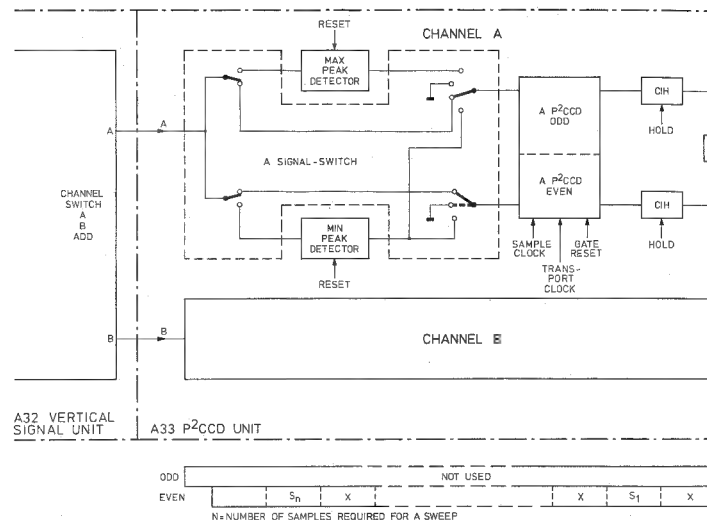 RESET
CHANNEL A
MAX
PEAK
DETECTOR
A
A
A SIGNAL-SWITCH
A P²CCD
ODD
A P²CCD
EVEN
CIH
HOLD
CIH
HOLD
CHANNEL
SWITCH
A
B
ADD
MIN
PEAK
DETECTOR
RESET
SAMPLE
CLOCK
TRANS-
PORT
CLOCK
GATE
RESET
B
B
CHANNEL B
A32 VERTICAL
SIGNAL UNIT
A33 P²CCD UNIT
ODD
NOT USED
EVEN
Sn
X
X
S1
X
N=NUMBER OF SAMPLES REQUIRED FOR A SWEEP